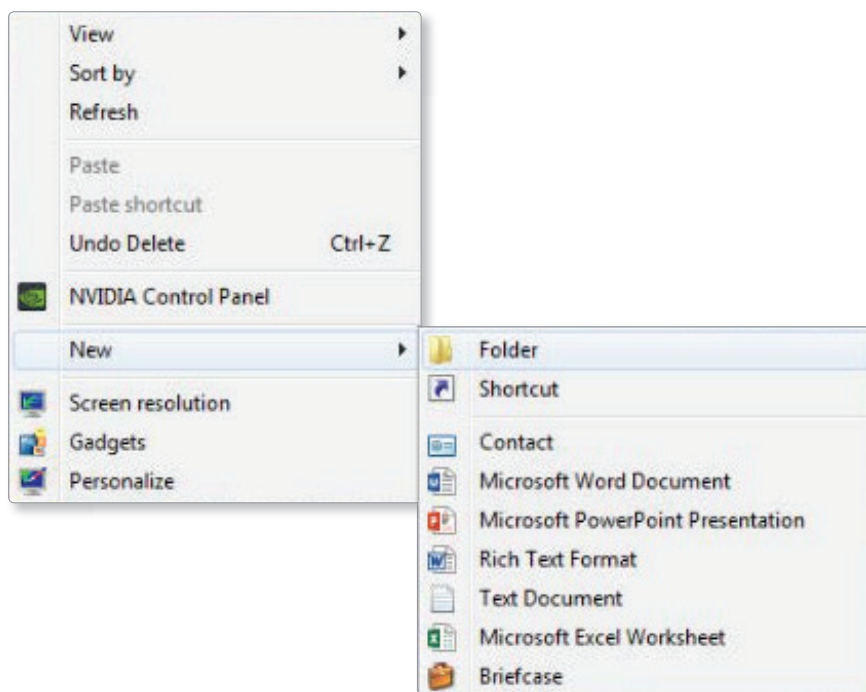 View
Sort by
Refresh
Paste
Paste shortcut
Undo Delete Ctrl+Z
NVIDIA Control Panel
New
Folder
Shortcut
Contact
Microsoft Word Document
Microsoft PowerPoint Presentation
Rich Text Format
Text Document
Microsoft Excel Worksheet
Briefcase
Screen resolution
Gadgets
Personalize